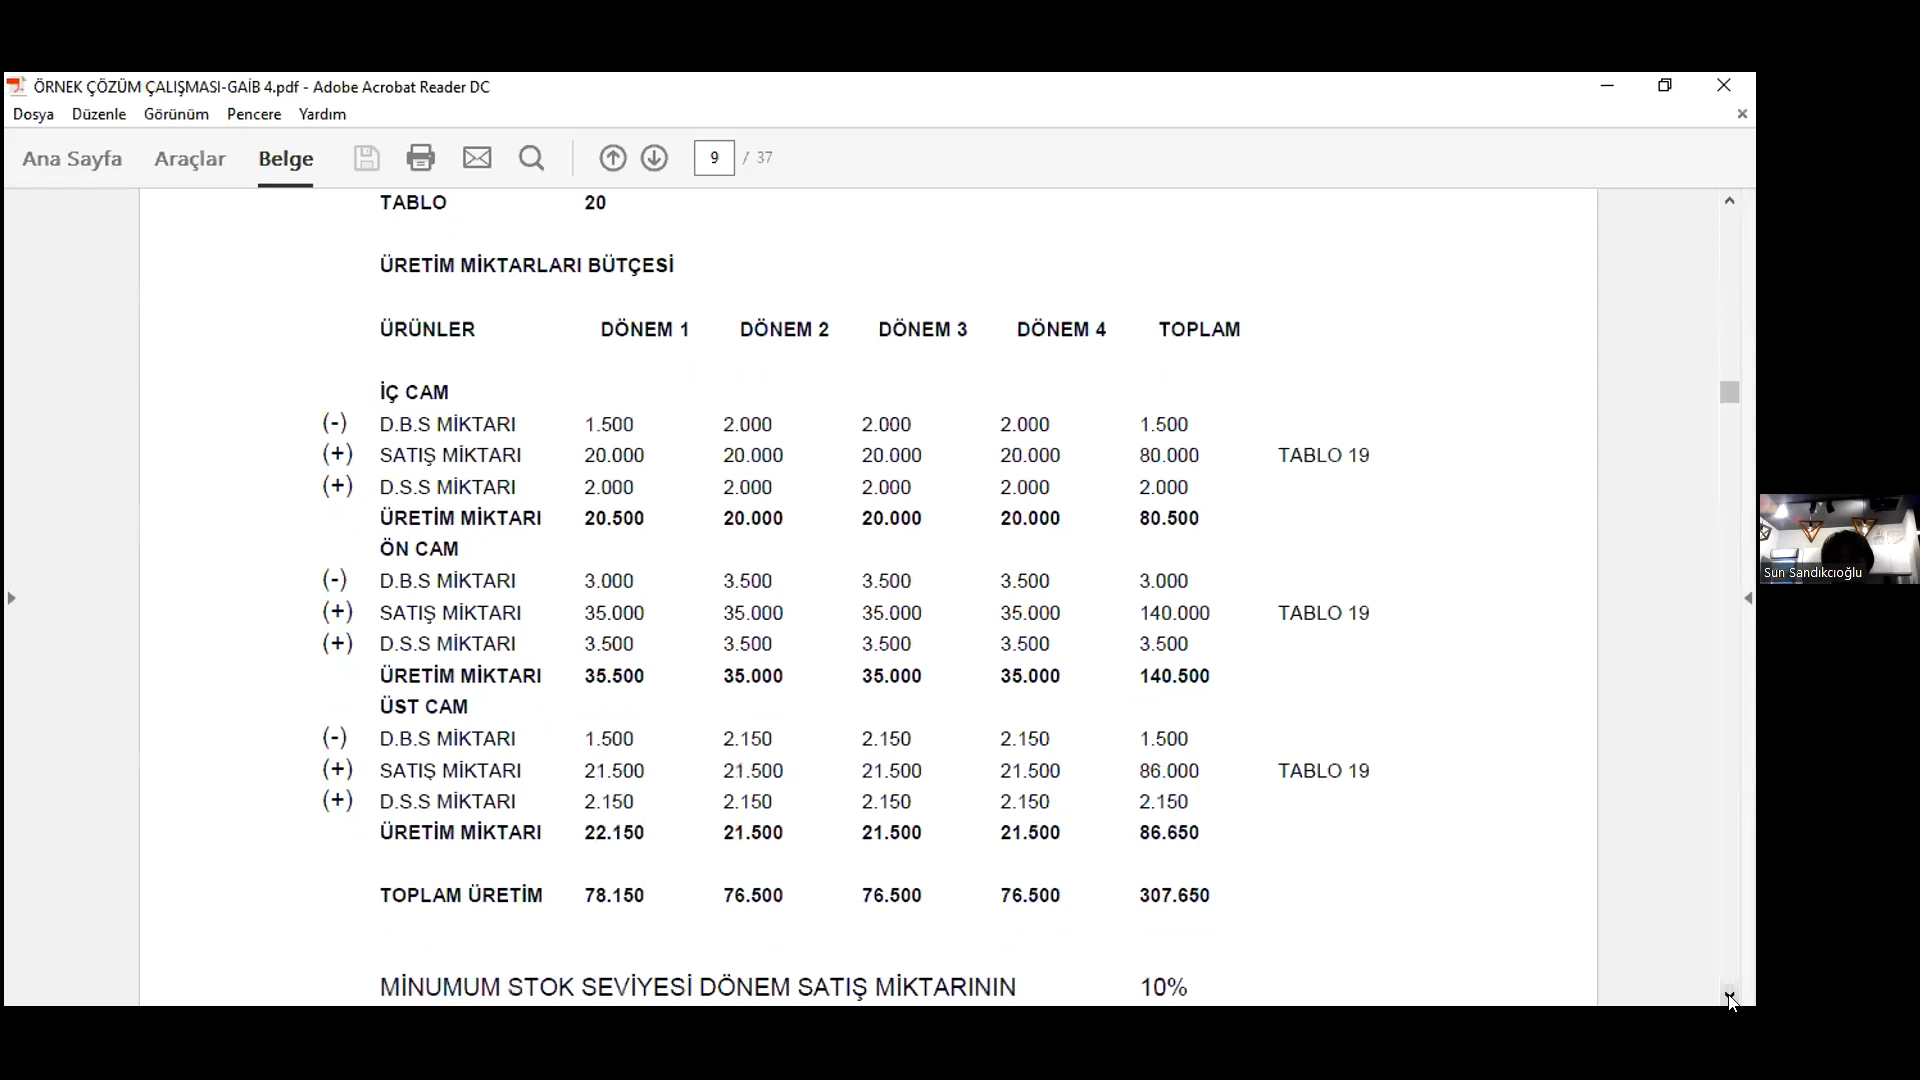 ÖRNEK ÇÖZÜM ÇALIŞMASI-GAİB 4.pdf - Adobe Acrobat Reader DC
Dosya Düzenle Görünüm Pencere Yardım
Ana Sayfa Araçlar Belge 9 / 37
TABLO 20
ÜRETİM MİKTARLARI BÜTÇESİ
ÜRÜNLER DÖNEM 1 DÖNEM 2 DÖNEM 3 DÖNEM 4 TOPLAM
İÇ CAM
(-) D.B.S MİKTARI 1.500 2.000 2.000 2.000 1.500
(+) SATIŞ MİKTARI 20.000 20.000 20.000 20.000 80.000 TABLO 19
(+) D.S.S MİKTARI 2.000 2.000 2.000 2.000 2.000
ÜRETİM MİKTARI 20.500 20.000 20.000 20.000 80.500
ÖN CAM
(-) D.B.S MİKTARI 3.000 3.500 3.500 3.500 3.000
(+) SATIŞ MİKTARI 35.000 35.000 35.000 35.000 140.000 TABLO 19
(+) D.S.S MİKTARI 3.500 3.500 3.500 3.500 3.500
ÜRETİM MİKTARI 35.500 35.000 35.000 35.000 140.500
ÜST CAM
(-) D.B.S MİKTARI 1.500 2.150 2.150 2.150 1.500
(+) SATIŞ MİKTARI 21.500 21.500 21.500 21.500 86.000 TABLO 19
(+) D.S.S MİKTARI 2.150 2.150 2.150 2.150 2.150
ÜRETİM MİKTARI 22.150 21.500 21.500 21.500 86.650
TOPLAM ÜRETİM 78.150 76.500 76.500 76.500 307.650
MİNUMUM STOK SEVİYESİ DÖNEM SATIŞ MİKTARININ 10%
Sun Sandıkcıoğlu